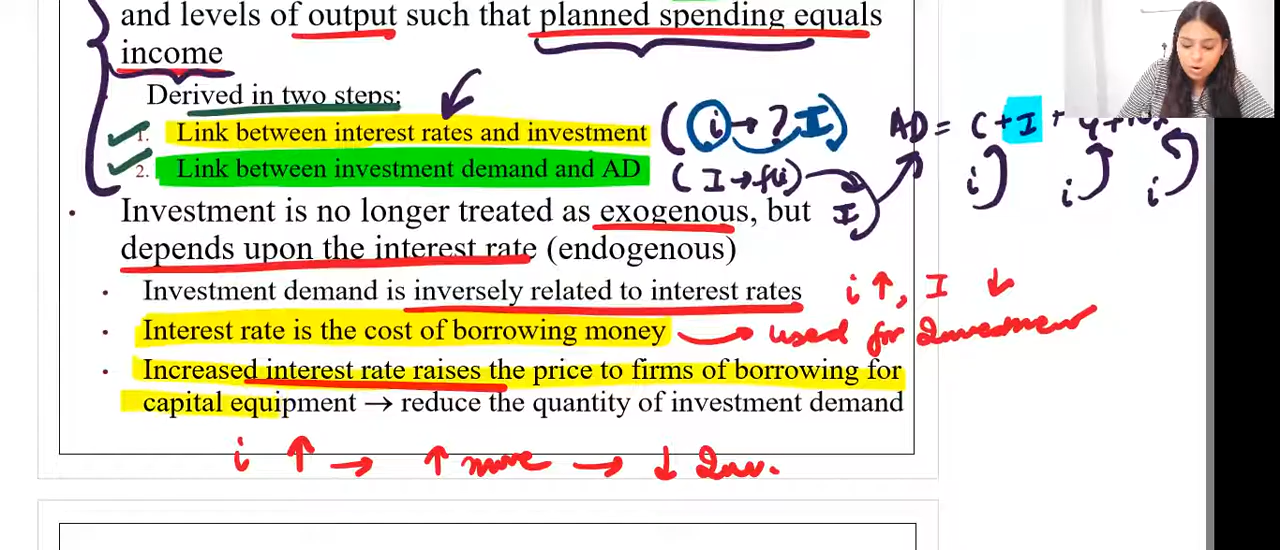 and levels of output such that planned spending equals
income
Derived in two steps:
1. Link between interest rates and investment (i → ? I) AD = C + I +
2. Link between investment demand and AD (I → f(i)) I i i i
• Investment is no longer treated as exogenous, but
depends upon the interest rate (endogenous)
• Investment demand is inversely related to interest rates i ↑, I ↓
• Interest rate is the cost of borrowing money → used for Investment
• Increased interest rate raises the price to firms of borrowing for
capital equipment → reduce the quantity of investment demand
i ↑ → ↑ → ↓ Inv.